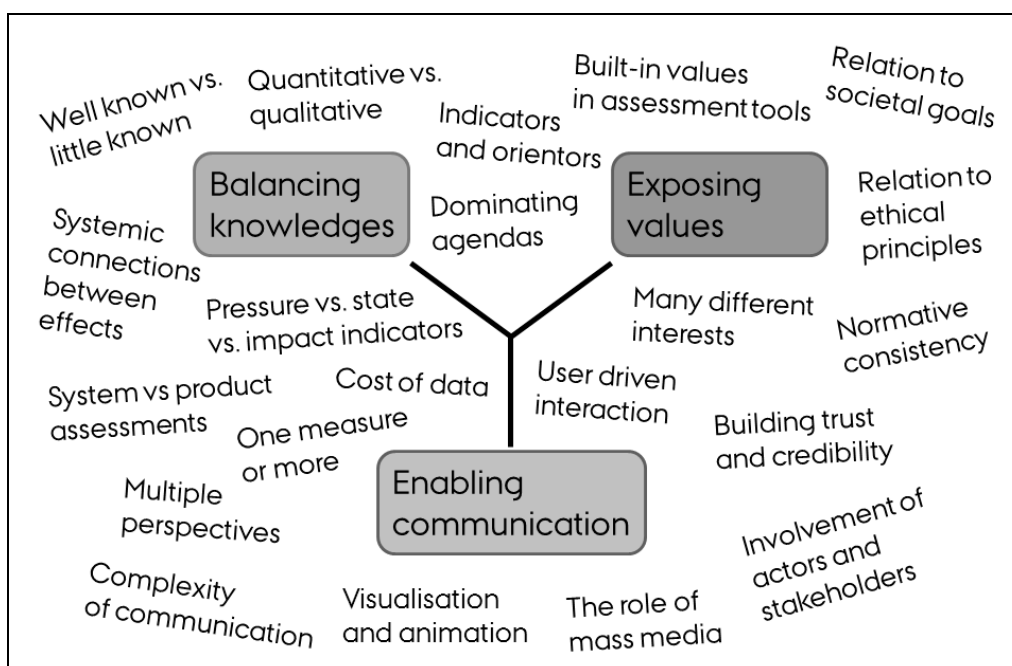 Well known vs.
little known
Quantitative vs.
qualitative
Indicators
and orientors
Built-in values
in assessment tools
Relation to
societal goals
Balancing
knowledges
Dominating
agendas
Exposing
values
Relation to
ethical
principles
Systemic
connections
between
effects
Pressure vs. state
vs. impact indicators
Many different
interests
Normative
consistency
System vs product
assessments
Cost of data
User driven
interaction
One measure
or more
Building trust
and credibility
Enabling
communication
Multiple
perspectives
Involvement of
actors and
stakeholders
Complexity
of communication
Visualisation
and animation
The role of
mass media